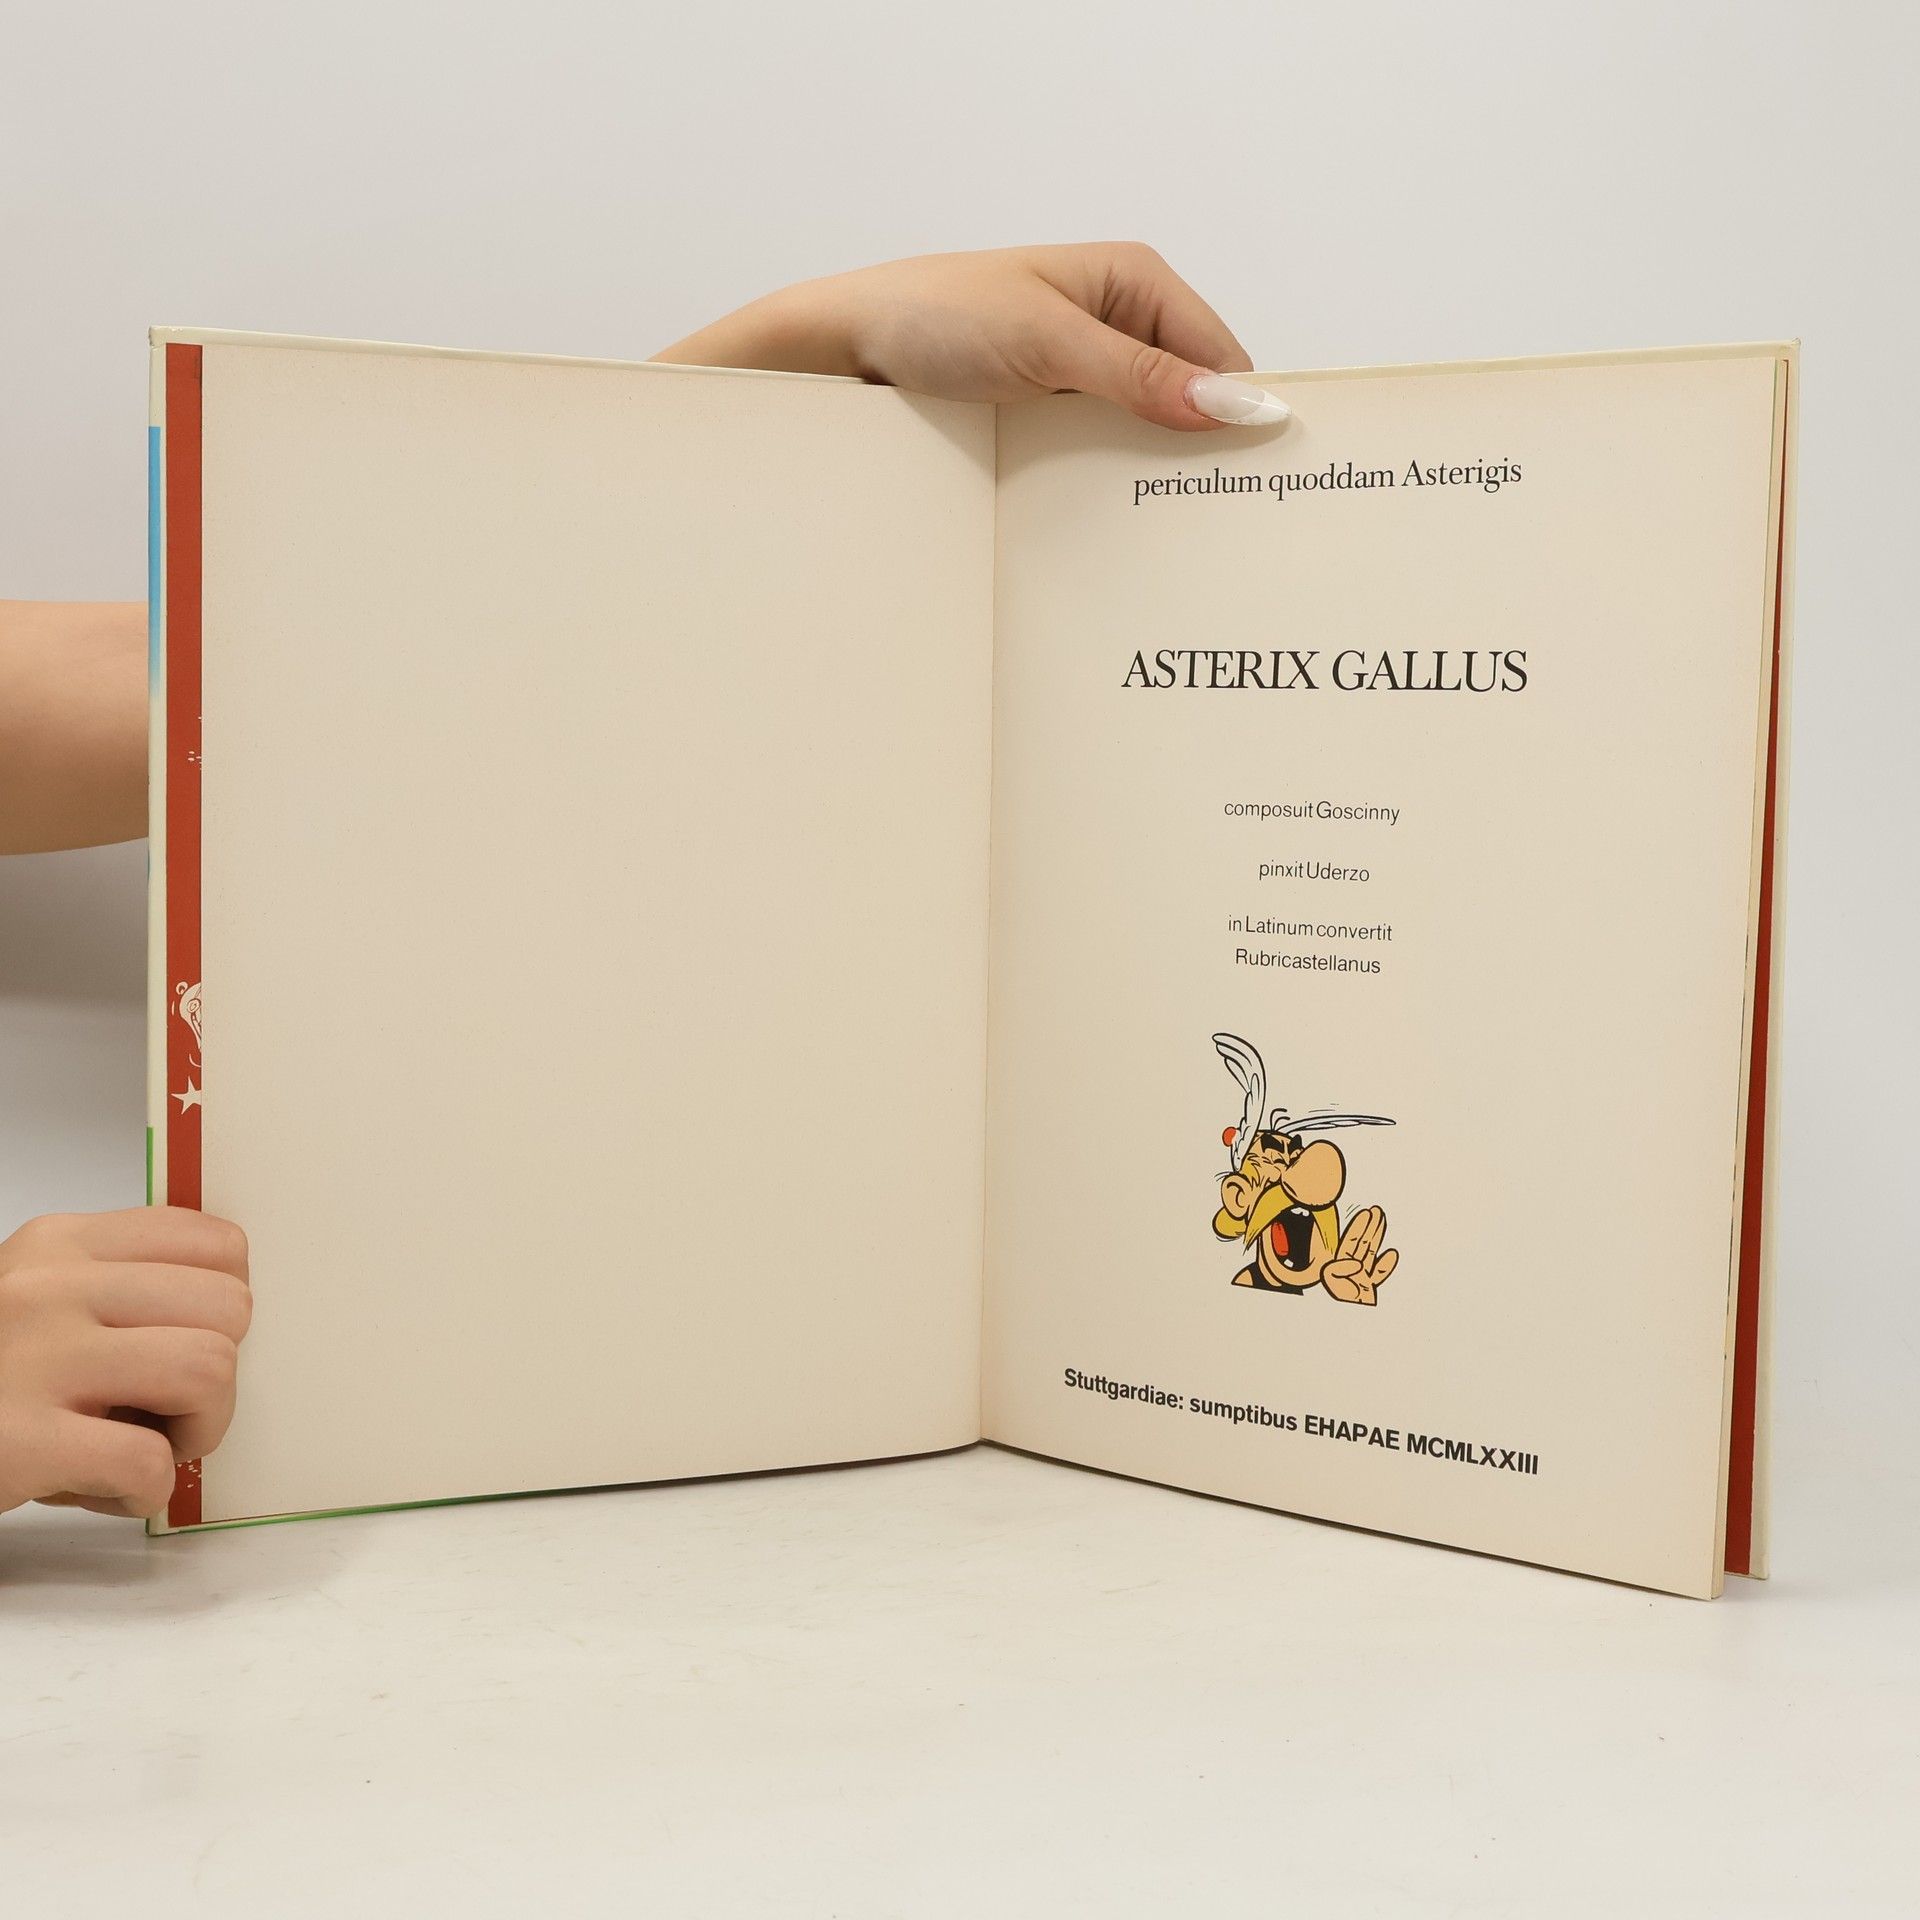 periculum quoddam Asterigis
ASTERIX GALLUS
composuit Goscinny
pinxit Uderzo
in Latinum convertit
Rubricastellanus
Stuttgardiae: sumptibus EHAPAE MCMLXXIII